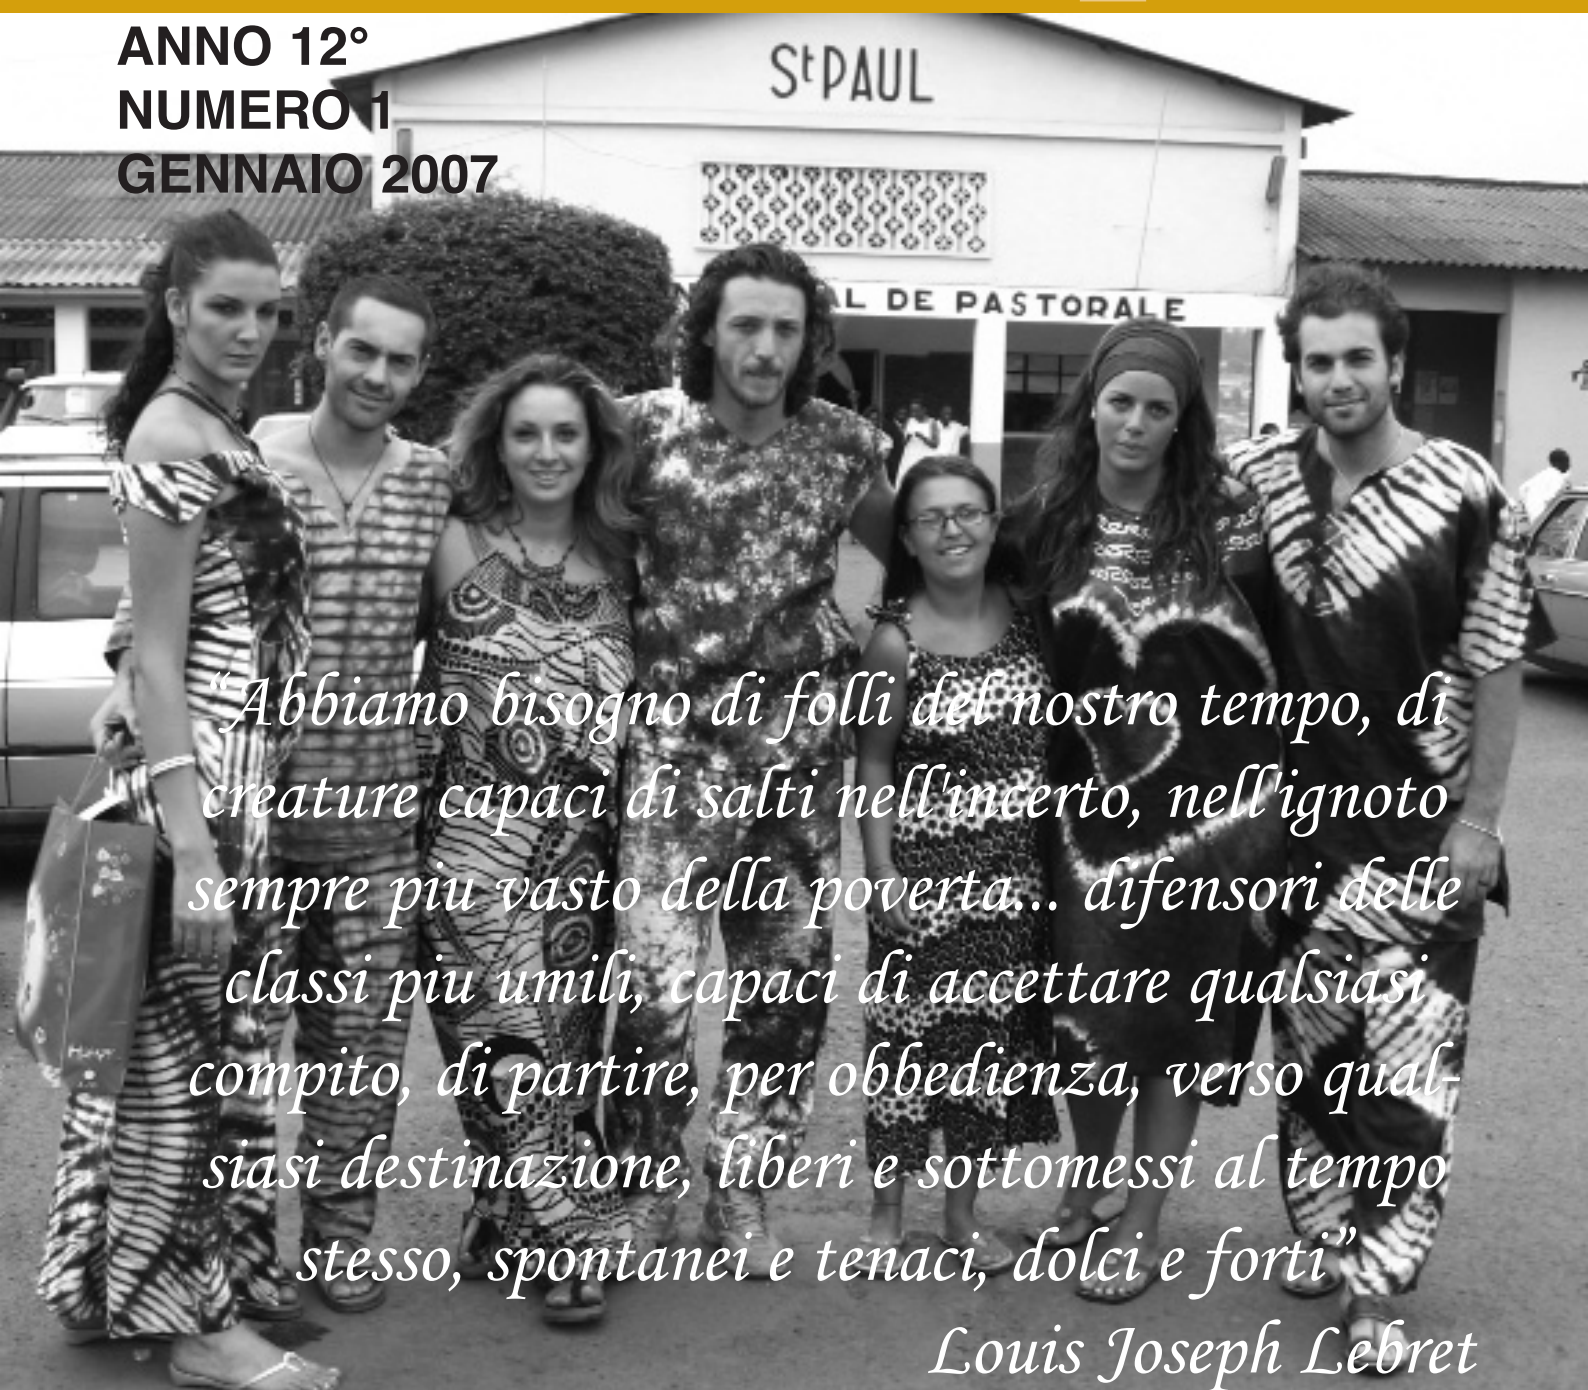 ANNO 12°
NUMERO 1
GENNAIO 2007
St PAUL
AL DE PASTORALE
“Abbiamo bisogno di folli del nostro tempo, di
creature capaci di salti nell'incerto, nell'ignoto
sempre piu vasto della poverta... difensori delle
classi piu umili, capaci di accettare qualsiasi
compito, di partire, per obbedienza, verso qual-
siasi destinazione, liberi e sottomessi al tempo
stesso, spontanei e tenaci, dolci e forti”
Louis Joseph Lebret